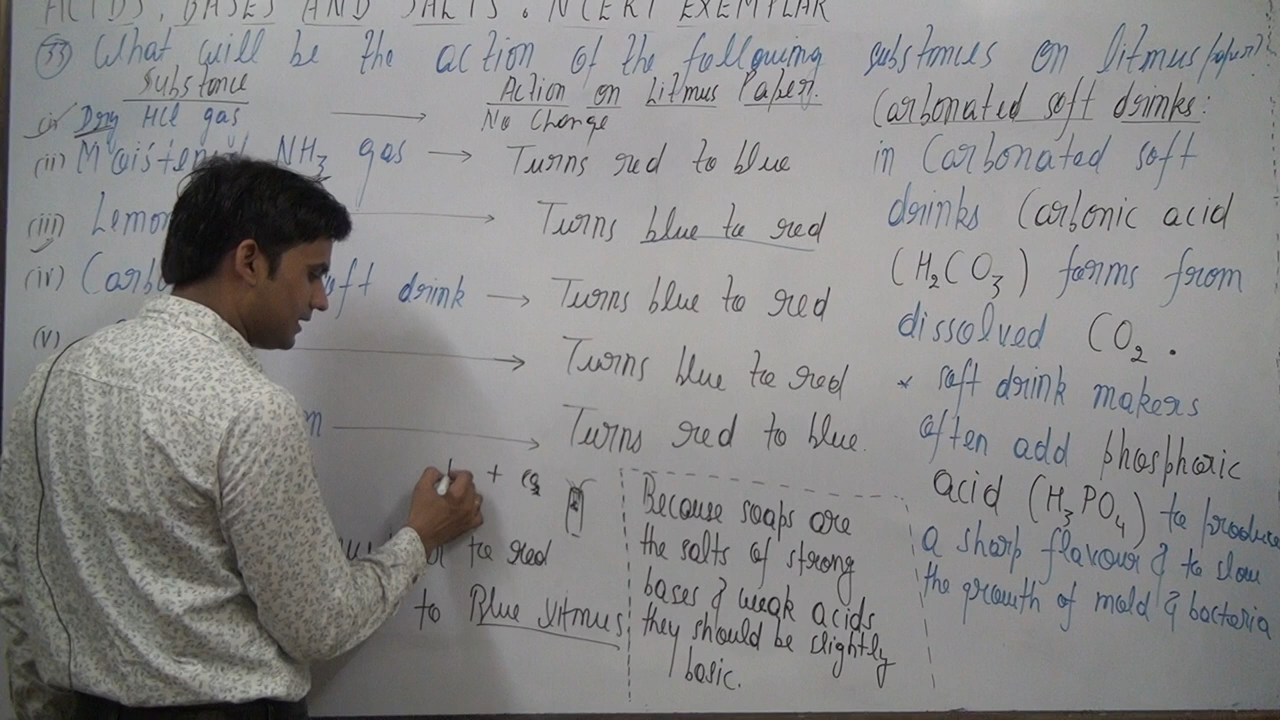 ACIDS, BASES AND SALTS. NCERT EXEMPLAR
(33) What will be the action of the following substances on litmus paper?
Substance
Action on Litmus Paper.
(i) Dry HCl gas → No Change
(ii) NH3 gas → Turns red to blue
(iii) Lemon → Turns blue to red
(iv) Carbo soft drink → Turns blue to red
(v) → Turns blue to red
→ Turns red to blue.
+
to red
to Blue litmus
Because soaps are
the salts of strong
bases & weak acids
they should be slightly
basic.
Carbonated soft drinks:
in Carbonated soft
drinks Carbonic acid
(H2CO3) forms from
dissolved CO2.
* soft drink makers
often add phosphoric
acid (H3PO4) to produce
a sharp flavour & to slow
the growth of mold & bacteria